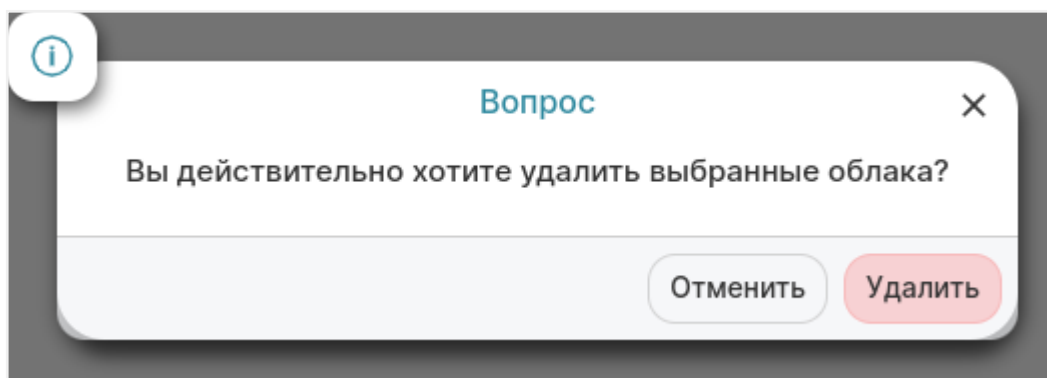 Вопрос
Вы действительно хотите удалить выбранные облака?
Отменить
Удалить